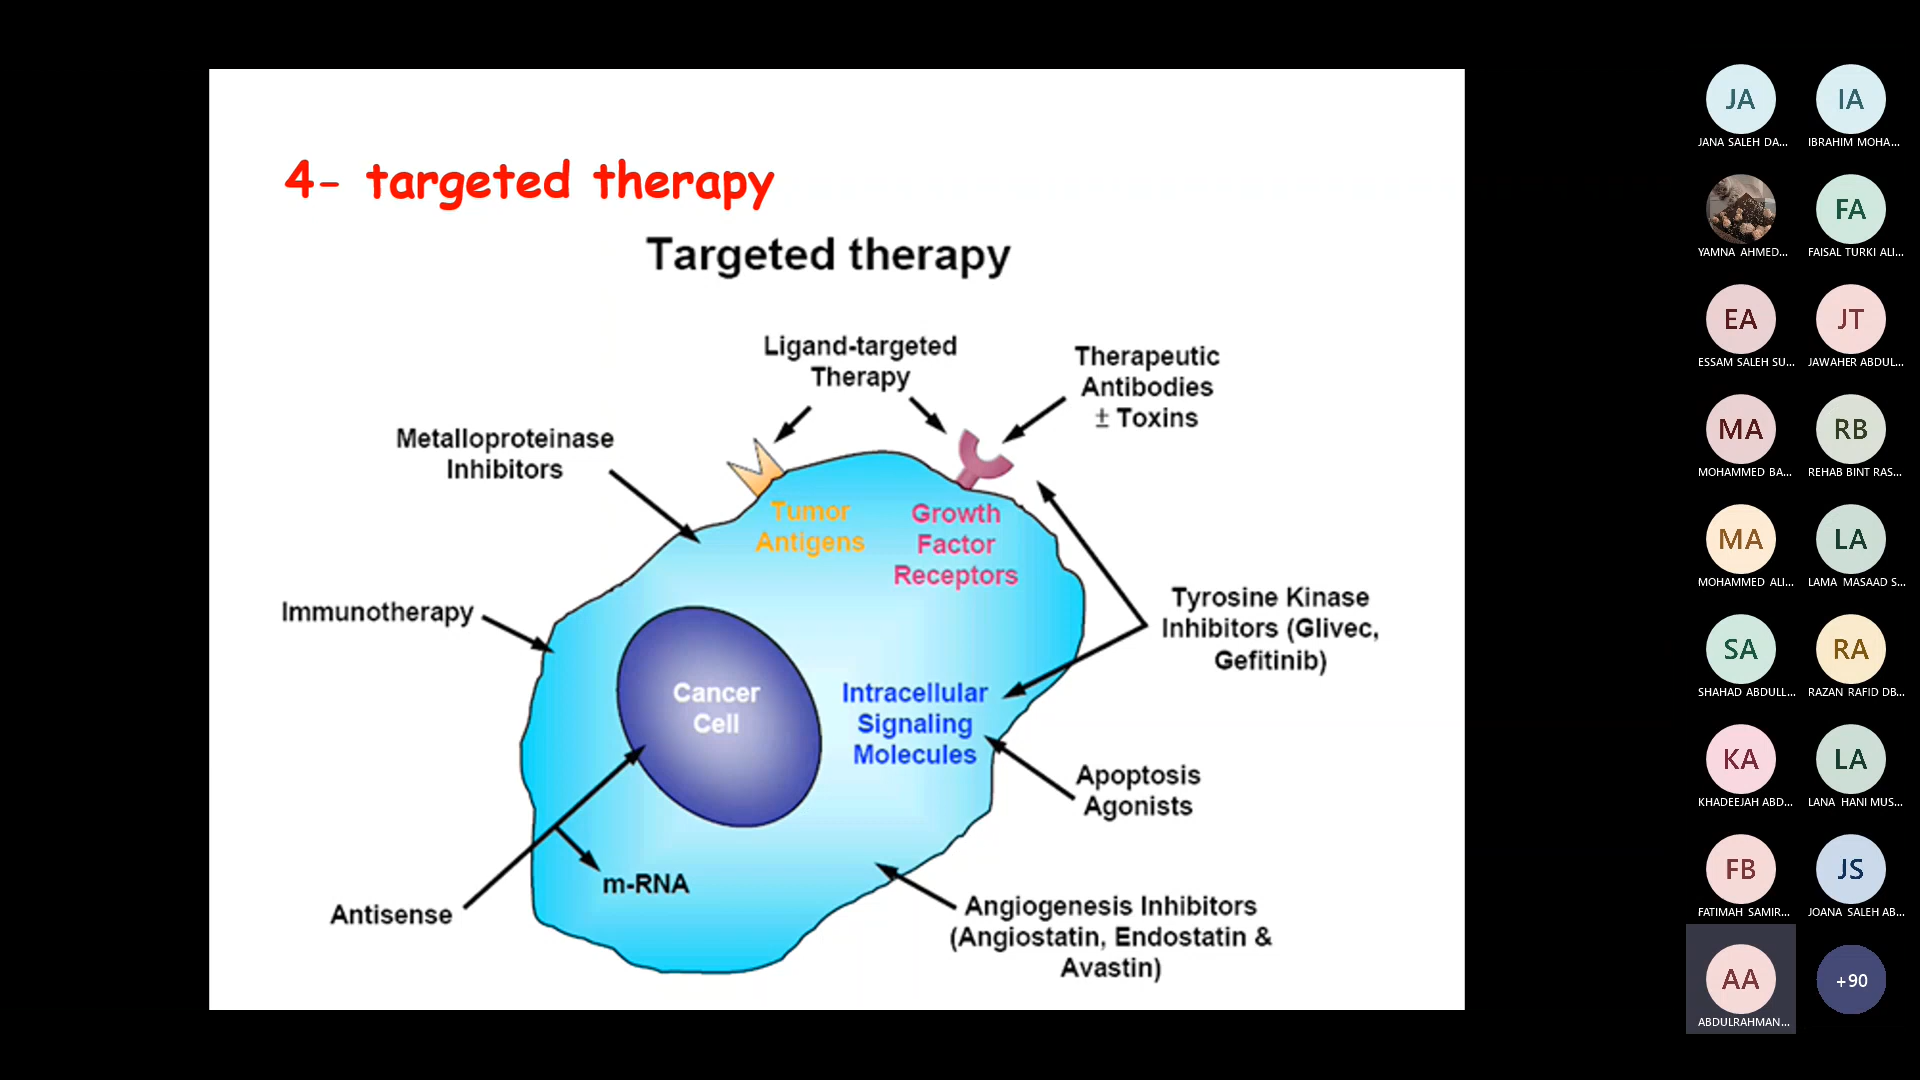 4- targeted therapy
Targeted therapy
Ligand-targeted
Therapy
Therapeutic
Antibodies
± Toxins
Metalloproteinase
Inhibitors
Tumor
Antigens
Growth
Factor
Receptors
Immunotherapy
Tyrosine Kinase
Inhibitors (Glivec,
Gefitinib)
Cancer
Cell
Intracellular
Signaling
Molecules
Apoptosis
Agonists
m-RNA
Antisense
Angiogenesis Inhibitors
(Angiostatin, Endostatin &
Avastin)
JA
JANA SALEH DA...
IA
IBRAHIM MOHA...
YAMNA AHMED...
FA
FAISAL TURKI ALI...
EA
ESSAM SALEH SU...
JT
JAWAHER ABDUL...
MA
MOHAMMED BA...
RB
REHAB BINT RAS...
MA
MOHAMMED ALI...
LA
LAMA MASAAD S...
SA
SHAHAD ABDULL...
RA
RAZAN RAFID DB...
KA
KHADEEJAH ABD...
LA
LANA HANI MUS...
FB
FATIMAH SAMIR...
JS
JOANA SALEH AB...
AA
ABDULRAHMAN...
+90